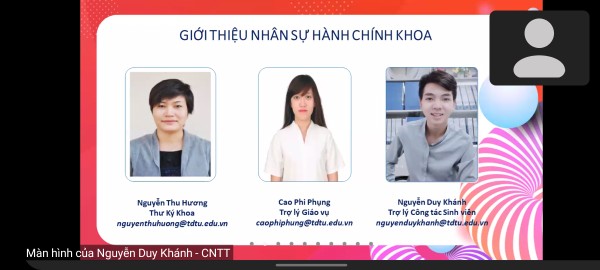 GIỚI THIỆU NHÂN SỰ HÀNH CHÍNH KHOA
Nguyễn Thu Hương
Thư Ký Khoa
nguyenthuhuong@tdtu.edu.vn
Cao Phi Phụng
Trợ lý Giáo vụ
caophiphung@tdtu.edu.vn
Nguyễn Duy Khánh
Trợ lý Công tác Sinh viên
nguyenduykhanh@tdtu.edu.vn
Màn hình của Nguyễn Duy Khánh - CNTT